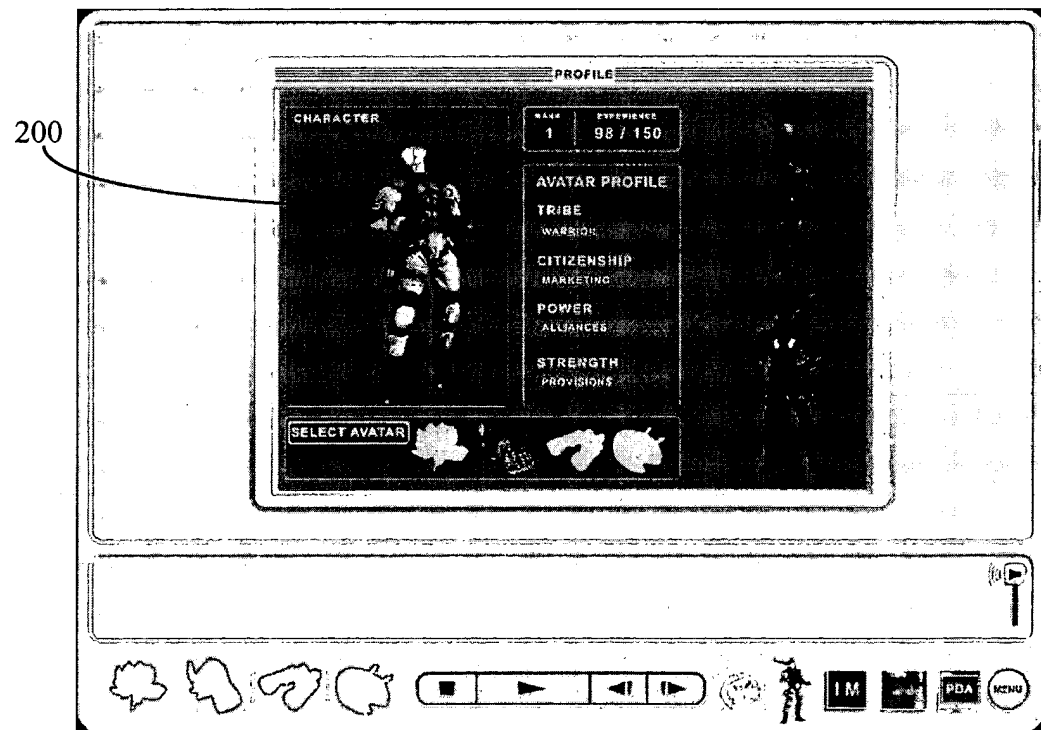 PROFILE
200
CHARACTER
RANK
EXPERIENCE
1
98 / 150
AVATAR PROFILE
TRIBE
WARRIOR
CITIZENSHIP
MARKETING
POWER
ALLIANCES
STRENGTH
PROVISIONS
SELECT AVATAR
IM
PDA
MENU